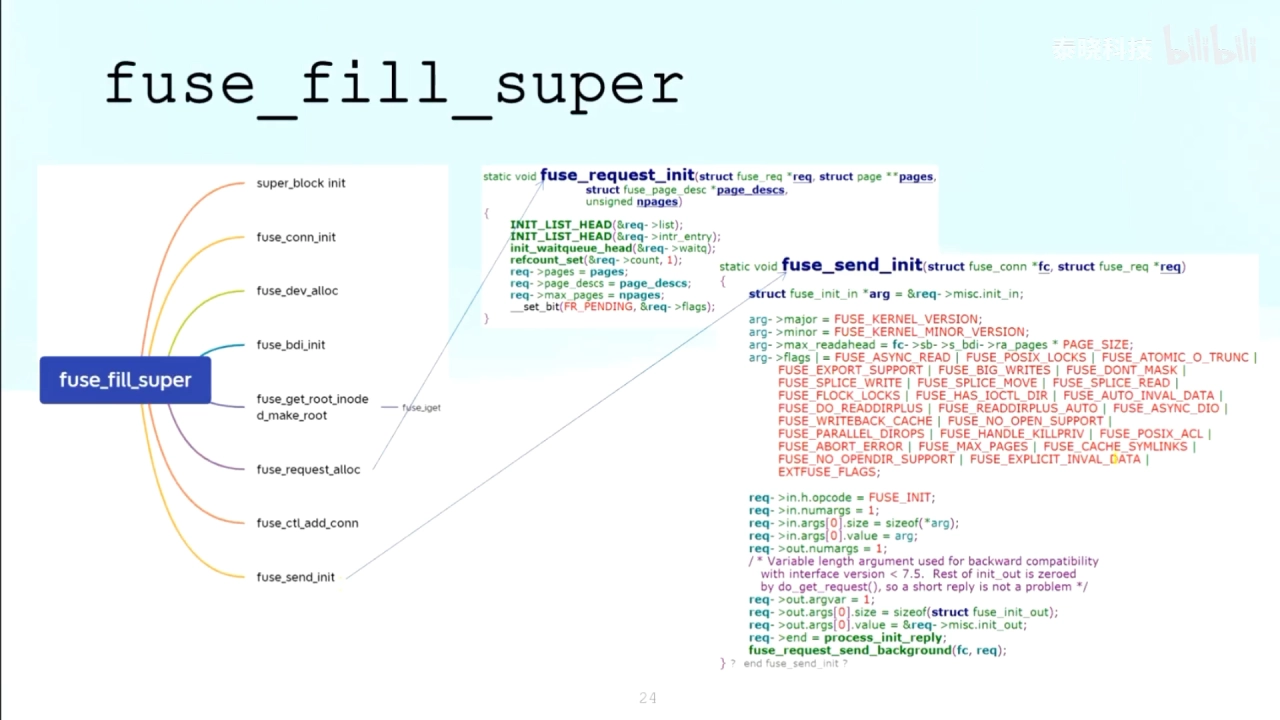 泰晓科技 bilibili
fuse_fill_super
super_block init
fuse_conn_init
fuse_dev_alloc
fuse_bdi_init
fuse_fill_super
fuse_get_root_inode
d_make_root
fuse_iget
fuse_request_alloc
fuse_ctl_add_conn
fuse_send_init
static void fuse_request_init(struct fuse_req *req, struct page **pages,
struct fuse_page_desc *page_descs,
unsigned npages)
{
INIT_LIST_HEAD(&req->list);
INIT_LIST_HEAD(&req->intr_entry);
init_waitqueue_head(&req->waitq);
refcount_set(&req->count, 1);
req->pages = pages;
req->page_descs = page_descs;
req->max_pages = npages;
__set_bit(FR_PENDING, &req->flags);
}
static void fuse_send_init(struct fuse_conn *fc, struct fuse_req *req)
{
struct fuse_init_in *arg = &req->misc.init_in;
arg->major = FUSE_KERNEL_VERSION;
arg->minor = FUSE_KERNEL_MINOR_VERSION;
arg->max_readahead = fc->sb->s_bdi->ra_pages * PAGE_SIZE;
arg->flags |= FUSE_ASYNC_READ | FUSE_POSIX_LOCKS | FUSE_ATOMIC_O_TRUNC |
FUSE_EXPORT_SUPPORT | FUSE_BIG_WRITES | FUSE_DONT_MASK |
FUSE_SPLICE_WRITE | FUSE_SPLICE_MOVE | FUSE_SPLICE_READ |
FUSE_FLOCK_LOCKS | FUSE_HAS_IOCTL_DIR | FUSE_AUTO_INVAL_DATA |
FUSE_DO_READDIRPLUS | FUSE_READDIRPLUS_AUTO | FUSE_ASYNC_DIO |
FUSE_WRITEBACK_CACHE | FUSE_NO_OPEN_SUPPORT |
FUSE_PARALLEL_DIROPS | FUSE_HANDLE_KILLPRIV | FUSE_POSIX_ACL |
FUSE_ABORT_ERROR | FUSE_MAX_PAGES | FUSE_CACHE_SYMLINKS |
FUSE_NO_OPENDIR_SUPPORT | FUSE_EXPLICIT_INVAL_DATA |
EXTFUSE_FLAGS;
req->in.h.opcode = FUSE_INIT;
req->in.numargs = 1;
req->in.args[0].size = sizeof(*arg);
req->in.args[0].value = arg;
req->out.numargs = 1;
/* Variable length argument used for backward compatibility
with interface version < 7.5.  Rest of init_out is zeroed
by do_get_request(), so a short reply is not a problem */
req->out.argvar = 1;
req->out.args[0].size = sizeof(struct fuse_init_out);
req->out.args[0].value = &req->misc.init_out;
req->end = process_init_reply;
fuse_request_send_background(fc, req);
} ? end fuse_send_init ?
24